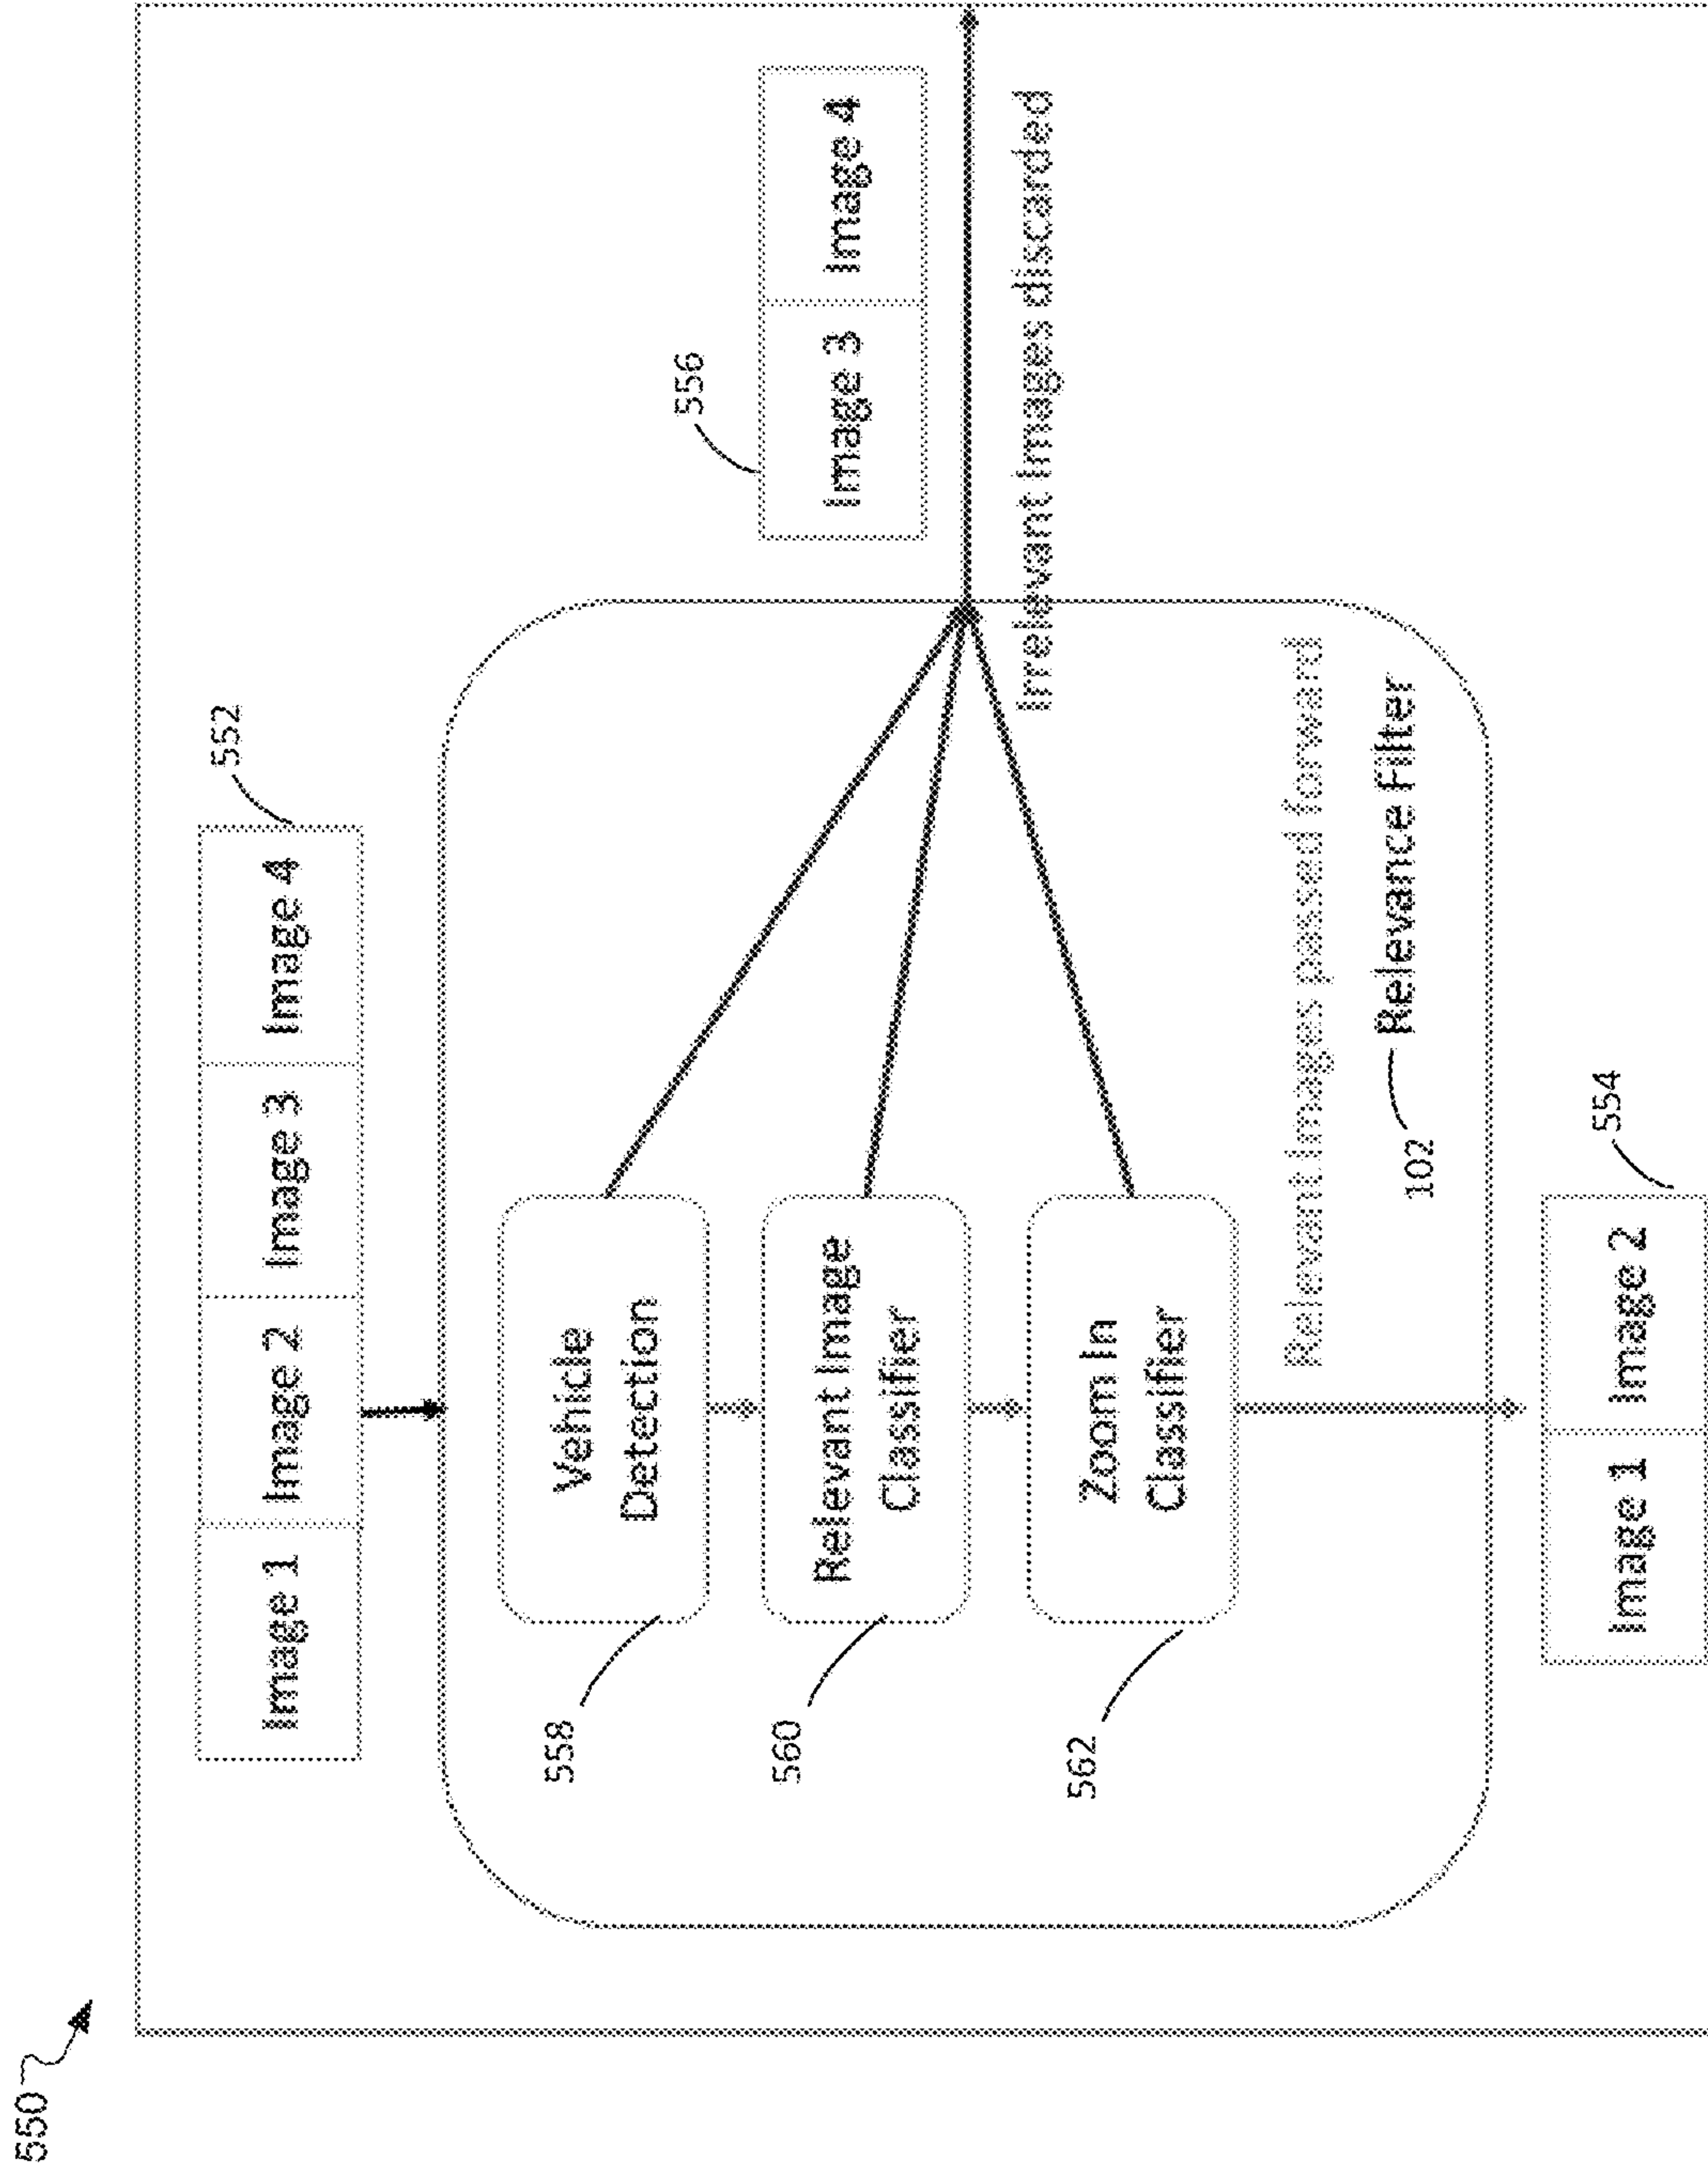 550
552
Image 1 Image 2 Image 3 Image 4
558
Vehicle
Detection
560
Relevant Image
Classifier
562
Zoom In
Classifier
556
Image 3 Image 4
Irrelevant Images discarded
Relevant Images passed forward
102 Relevance Filter
554
Image 1 Image 2